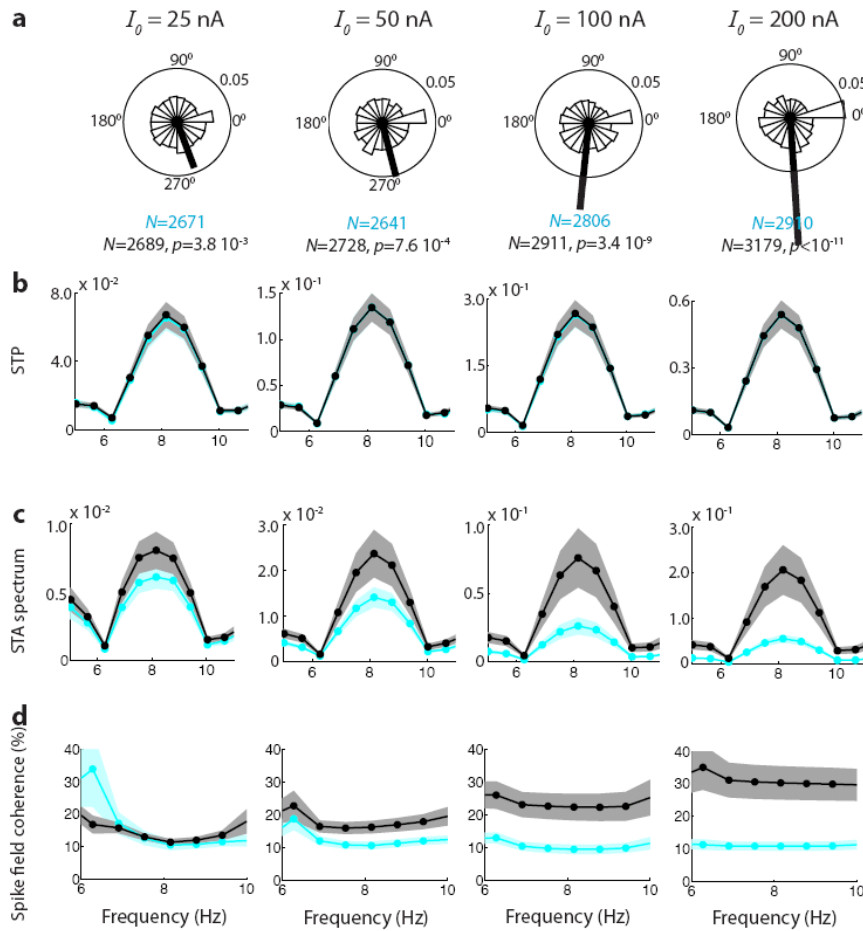 a I₀ = 25 nA I₀ = 50 nA I₀ = 100 nA I₀ = 200 nA
90º 90º 90º 90º
0.05 0.05 0.05 0.05
180º 0º 180º 0º 180º 0º 180º 0º
270º 270º 270º 270º
N=2671 N=2641 N=2806 N=2910
N=2689, p=3.8 10⁻³ N=2728, p=7.6 10⁻⁴ N=2911, p=3.4 10⁻⁹ N=3179, p<10⁻¹¹
b x 10⁻² x 10⁻¹ x 10⁻¹
8.0 1.5 3.0 0.6
STP
4.0 1.0 1.5 0.3
0.5
0 0 0 0
6 8 10 6 8 10 6 8 10 6 8 10
c x 10⁻² x 10⁻² x 10⁻¹ x 10⁻¹
1.0 3.0 1.0 3.0
STA spectrum
0.5 2.0 0.5 2.0
1.0 1.0
0 0 0 0
6 8 10 6 8 10 6 8 10 6 8 10
d
Spike field coherence (%)
40 40 40 40
30 30 30 30
20 20 20 20
10 10 10 10
0 0 0 0
6 8 10 6 8 10 6 8 10 6 8 10
Frequency (Hz) Frequency (Hz) Frequency (Hz) Frequency (Hz)